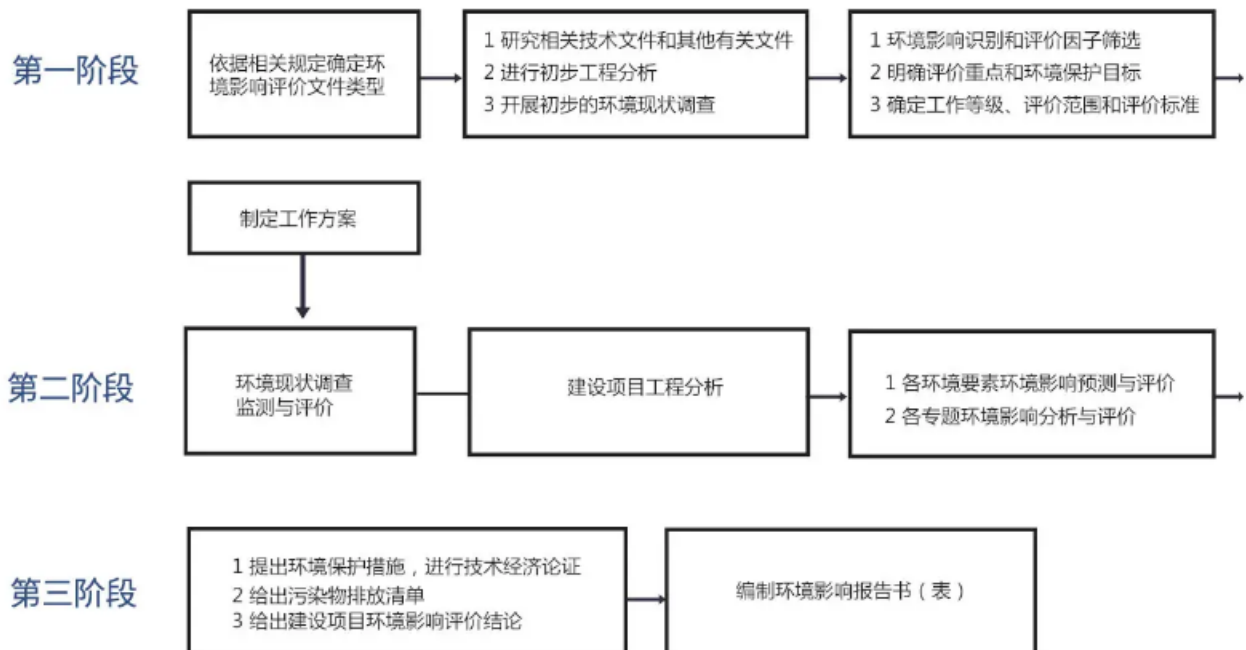 第一阶段
依据相关规定确定环
境影响评价文件类型
1 研究相关技术文件和其他有关文件
2 进行初步工程分析
3 开展初步的环境现状调查
1 环境影响识别和评价因子筛选
2 明确评价重点和环境保护目标
3 确定工作等级、评价范围和评价标准
制定工作方案
第二阶段
环境现状调查
监测与评价
建设项目工程分析
1 各环境要素环境影响预测与评价
2 各专题环境影响分析与评价
第三阶段
1 提出环境保护措施，进行技术经济论证
2 给出污染物排放清单
3 给出建设项目环境影响评价结论
编制环境影响报告书（表）